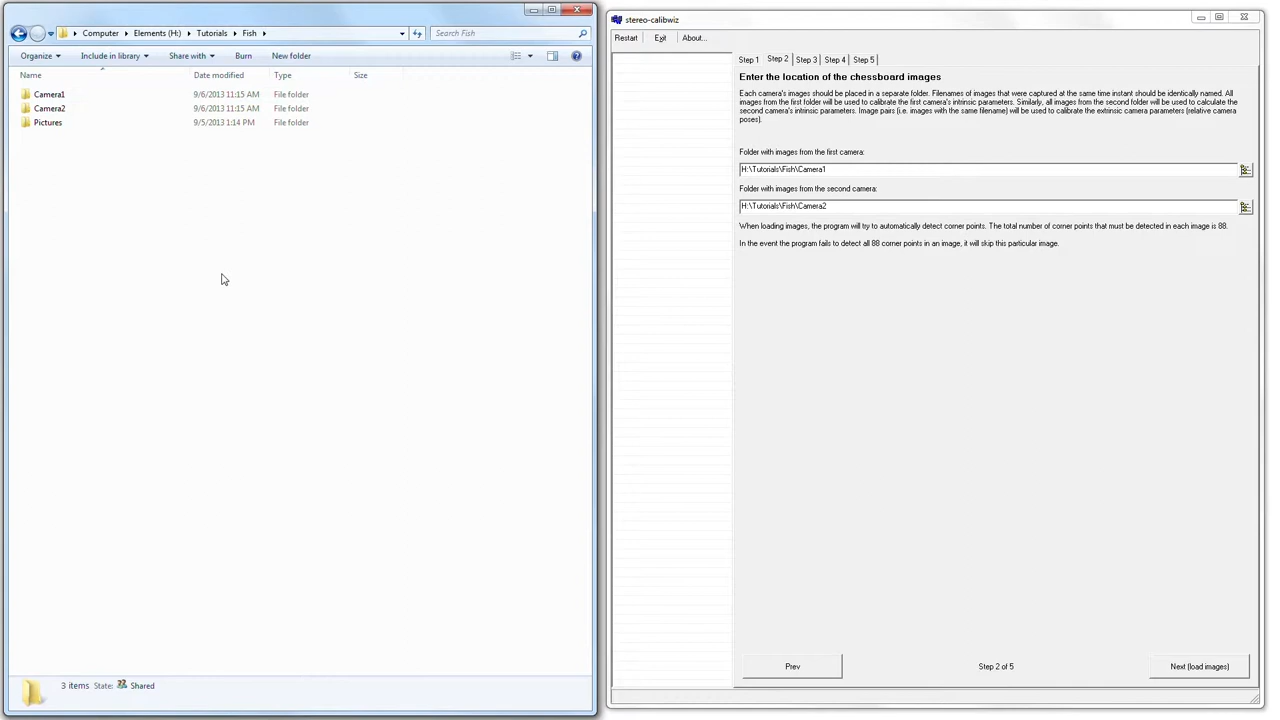 Computer
Elements (H:)
Tutorials
Fish
Search Fish
Organize
Include in library
Share with
Burn
New folder
Name
Date modified
Type
Size
Camera1
9/6/2013 11:15 AM
File folder
Camera2
9/6/2013 11:15 AM
File folder
Pictures
9/5/2013 1:14 PM
File folder
3 items State: Shared
stereo-calibwiz
Restart
Exit
About...
Step 1
Step 2
Step 3
Step 4
Step 5
Enter the location of the chessboard images
Each camera's images should be placed in a separate folder. Filenames of images that were captured at the same time instant should be identically named. All
images from the first folder will be used to calibrate the first camera's intrinsic parameters. Similarly, all images from the second folder will be used to calculate the
second camera's intrinsic parameters. Image pairs (i.e. images with the same filename) will be used to calibrate the extrinsic camera parameters (relative camera
poses).
Folder with images from the first camera:
H:\Tutorials\Fish\Camera1
Folder with images from the second camera:
H:\Tutorials\Fish\Camera2
When loading images, the program will try to automatically detect corner points. The total number of corner points that must be detected in each image is 88.
In the event the program fails to detect all 88 corner points in an image, it will skip this particular image.
Prev
Step 2 of 5
Next (load images)